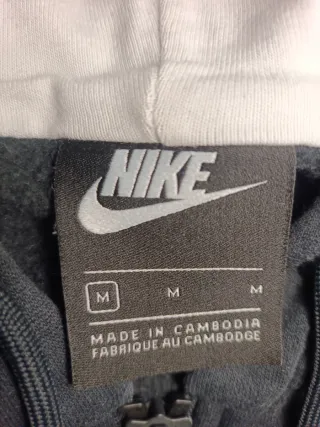 NIKE
M M M
MADE IN CAMBODIA
FABRIQUE AU CAMBODGE